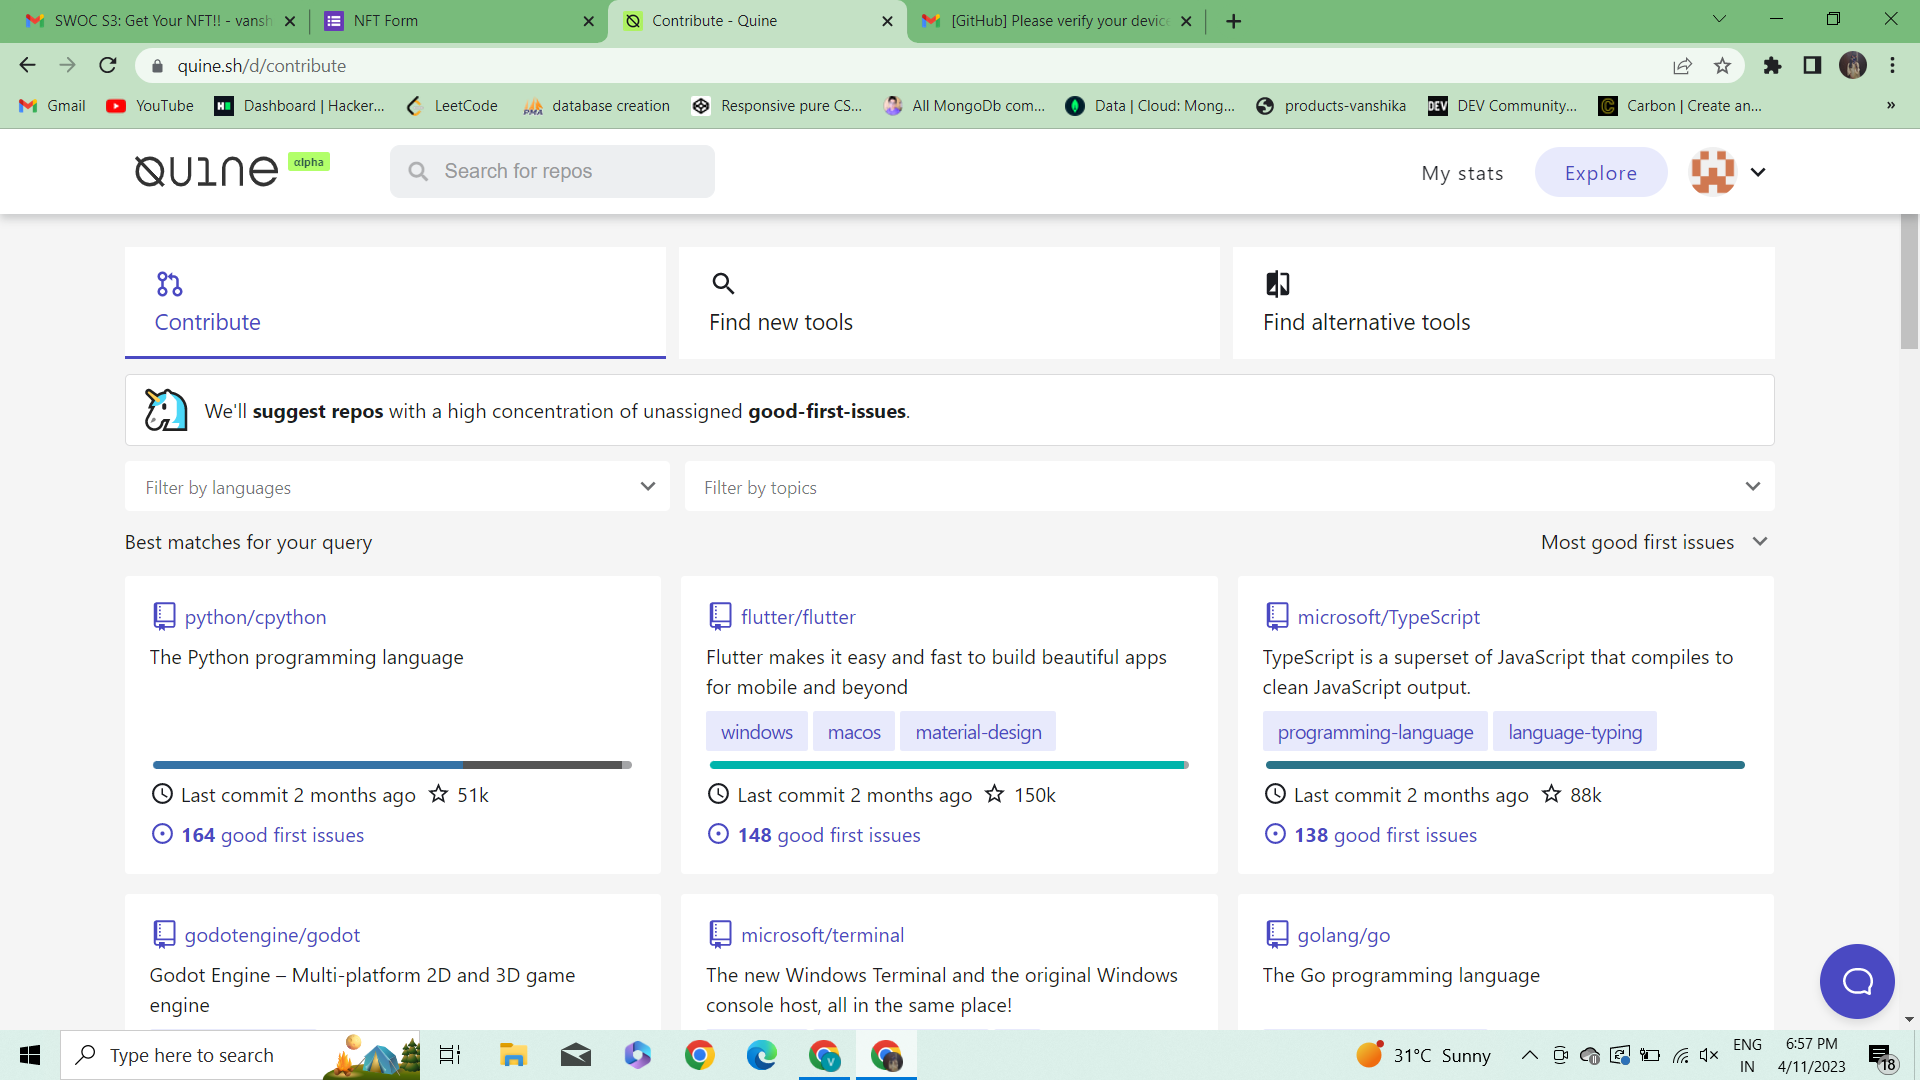 SWOC S3: Get Your NFT!! - vansh
NFT Form
Contribute - Quine
[GitHub] Please verify your device
quine.sh/d/contribute
Gmail
YouTube
Dashboard | Hacker...
LeetCode
database creation
Responsive pure CS...
All MongoDb com...
Data | Cloud: Mong...
products-vanshika
DEV Community...
Carbon | Create an...
»
QUINE
αlpha
Search for repos
My stats
Explore
Contribute
Find new tools
Find alternative tools
We'll suggest repos with a high concentration of unassigned good-first-issues.
Filter by languages
Filter by topics
Best matches for your query
Most good first issues
python/cpython
The Python programming language
Last commit 2 months ago
51k
164 good first issues
flutter/flutter
Flutter makes it easy and fast to build beautiful apps
for mobile and beyond
windows
macos
material-design
Last commit 2 months ago
150k
148 good first issues
microsoft/TypeScript
TypeScript is a superset of JavaScript that compiles to
clean JavaScript output.
programming-language
language-typing
Last commit 2 months ago
88k
138 good first issues
godotengine/godot
Godot Engine – Multi-platform 2D and 3D game
engine
microsoft/terminal
The new Windows Terminal and the original Windows
console host, all in the same place!
golang/go
The Go programming language
Type here to search
31°C Sunny
ENG
IN
6:57 PM
4/11/2023
18